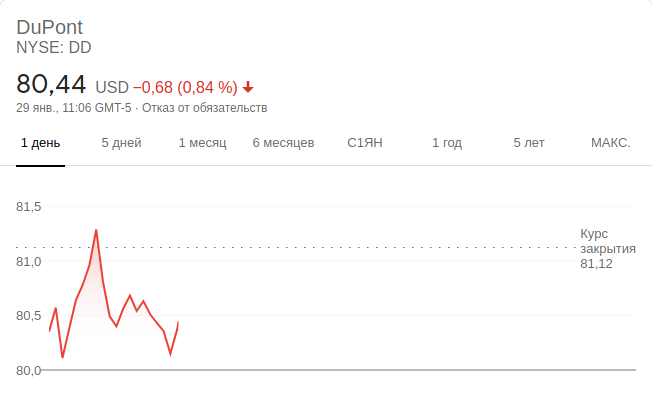 DuPont
NYSE: DD
80,44 USD −0,68 (0,84 %)
29 янв., 11:06 GMT-5 · Отказ от обязательств
1 день 5 дней 1 месяц 6 месяцев С1ЯН 1 год 5 лет МАКС.
81,5
Курс
закрытия
81,12
81,0
80,5
80,0